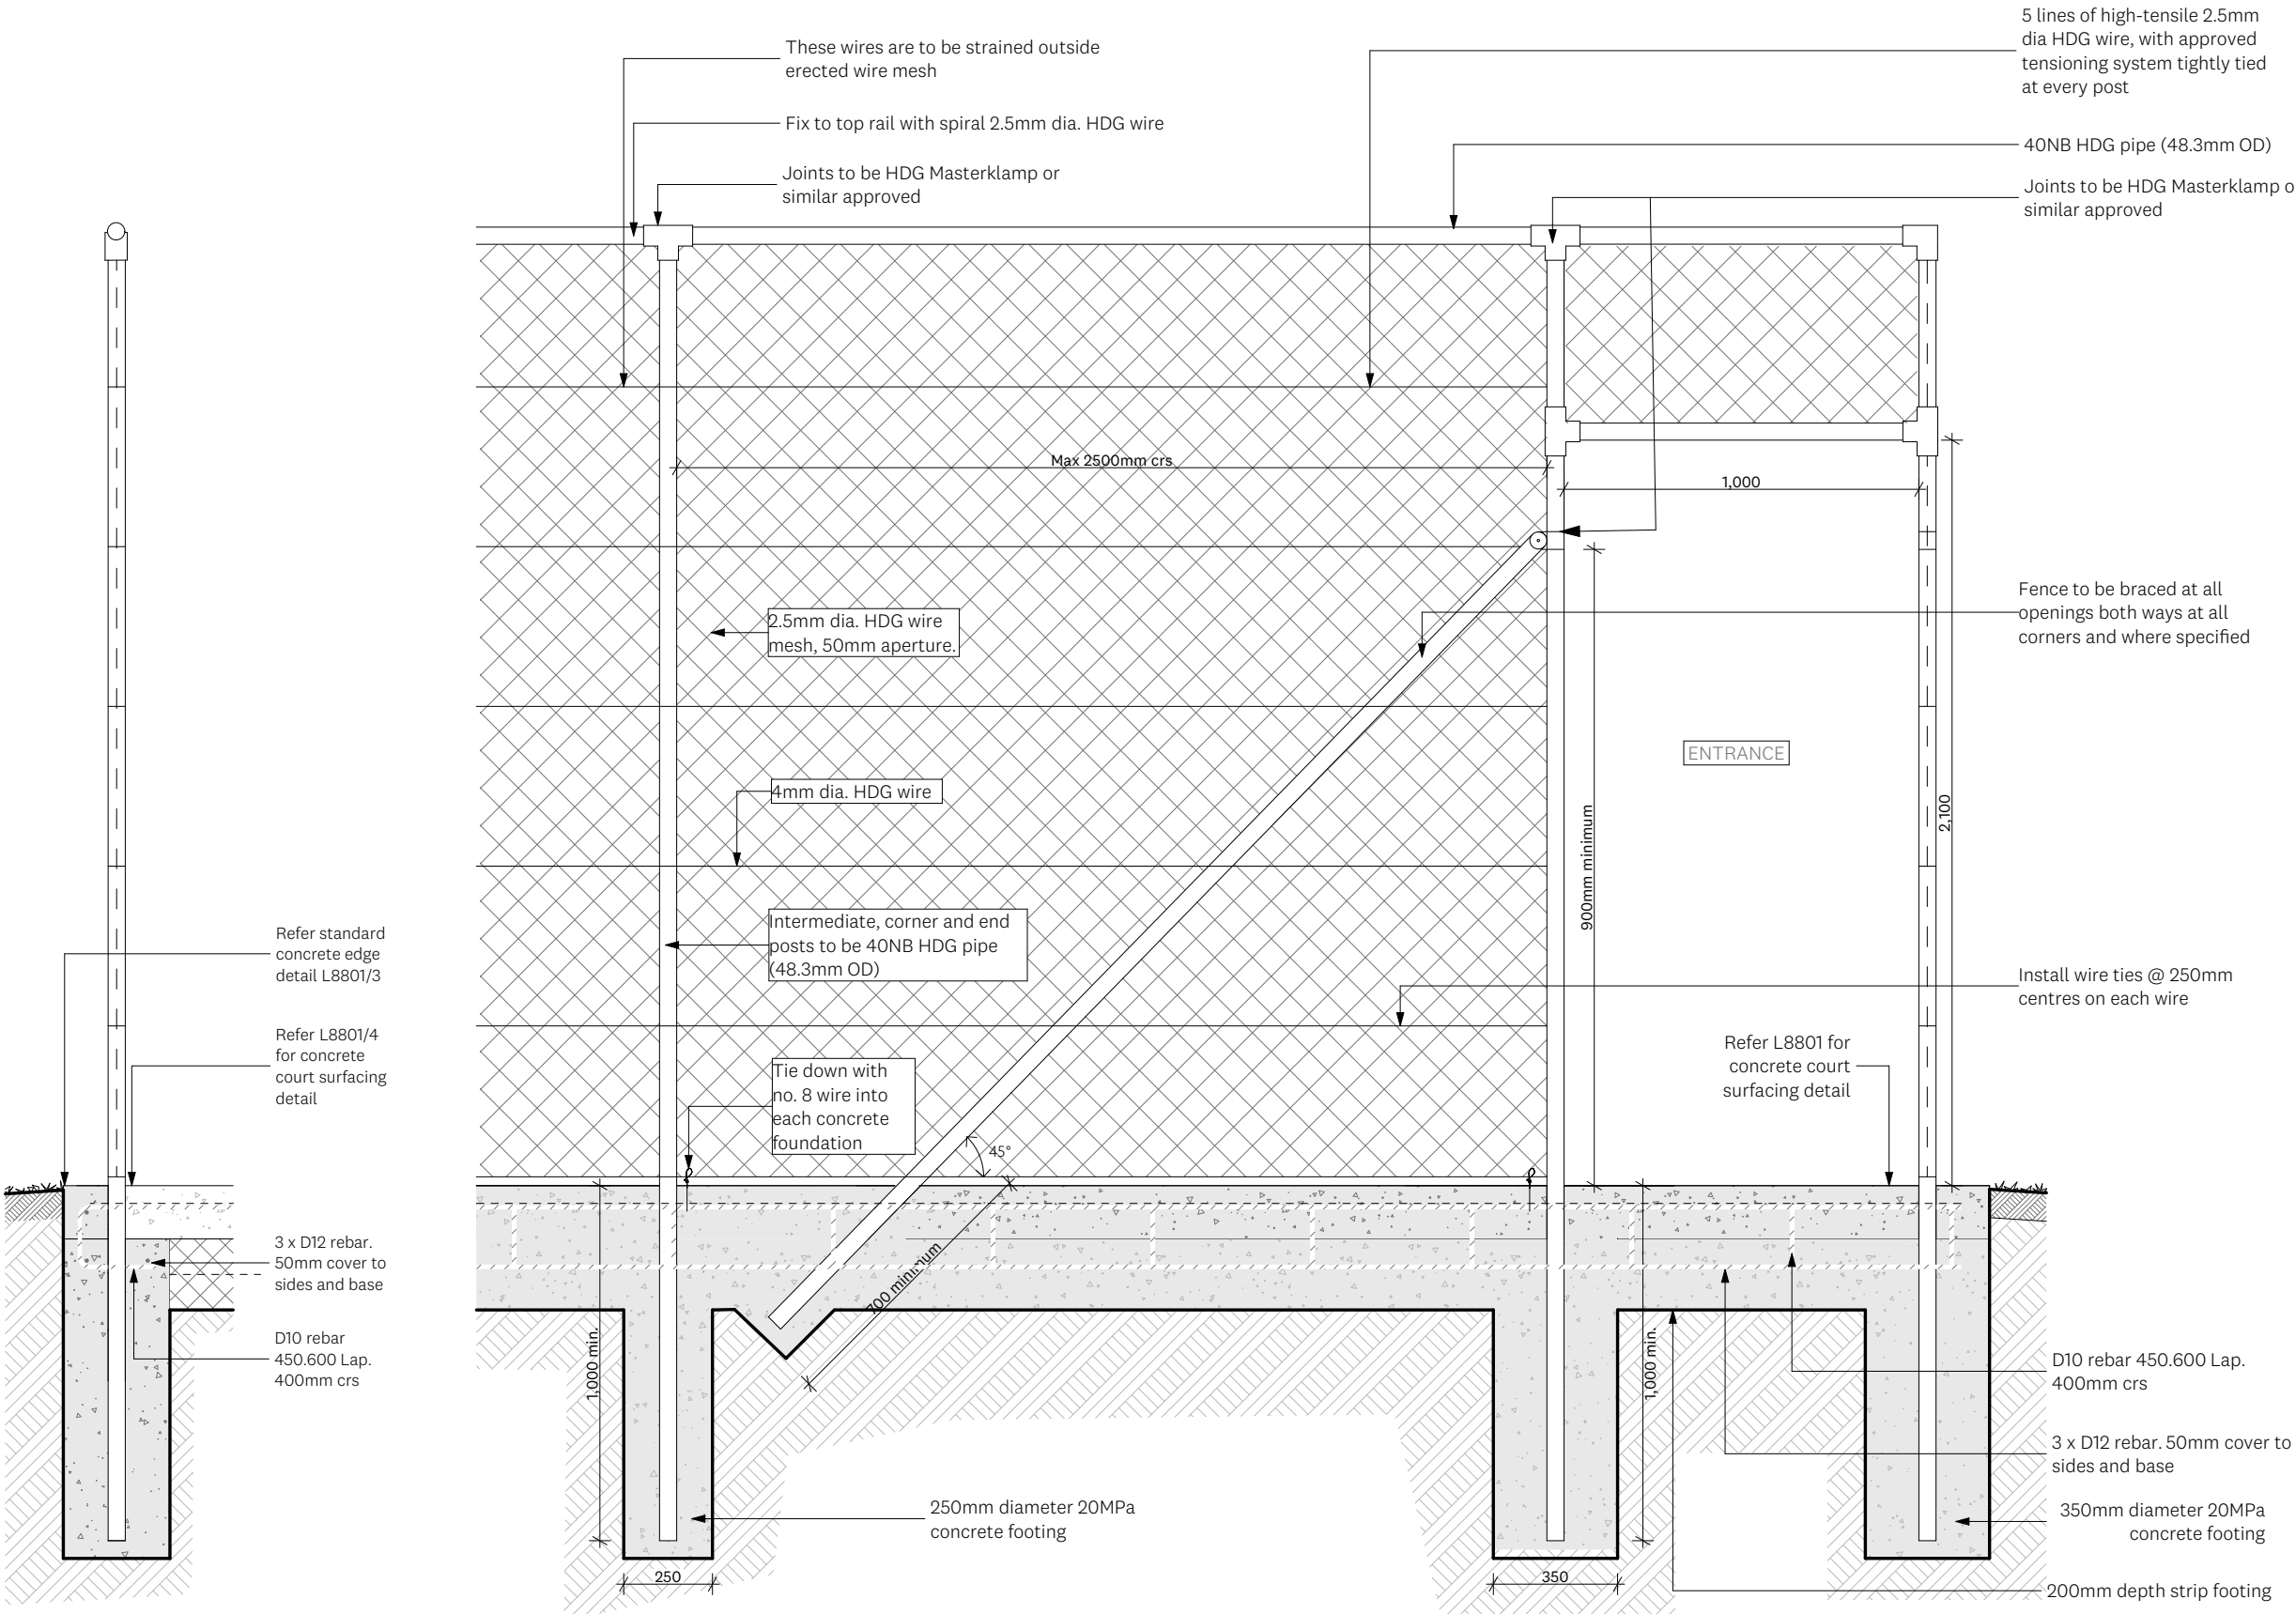 5 lines of high-tensile 2.5mm
dia HDG wire, with approved
tensioning system tightly tied
at every post
These wires are to be strained outside
erected wire mesh
Fix to top rail with spiral 2.5mm dia. HDG wire
40NB HDG pipe (48.3mm OD)
Joints to be HDG Masterklamp or
similar approved
Joints to be HDG Masterklamp o
similar approved
Max 2500mm crs
1,000
2.5mm dia. HDG wire
mesh, 50mm aperture.
Fence to be braced at all
openings both ways at all
corners and where specified
ENTRANCE
4mm dia. HDG wire
2,100
900mm minimum
Intermediate, corner and end
posts to be 40NB HDG pipe
(48.3mm OD)
Refer standard
concrete edge
detail L8801/3
Install wire ties @ 250mm
centres on each wire
Refer L8801/4
for concrete
court surfacing
detail
Refer L8801 for
concrete court
surfacing detail
Tie down with
no. 8 wire into
each concrete
foundation
45°
3 x D12 rebar.
50mm cover to
sides and base
700 minimum
D10 rebar
450.600 Lap.
400mm crs
1,000 min.
1,000 min.
D10 rebar 450.600 Lap.
400mm crs
3 x D12 rebar. 50mm cover to
sides and base
250mm diameter 20MPa
concrete footing
350mm diameter 20MPa
concrete footing
250
350
200mm depth strip footing